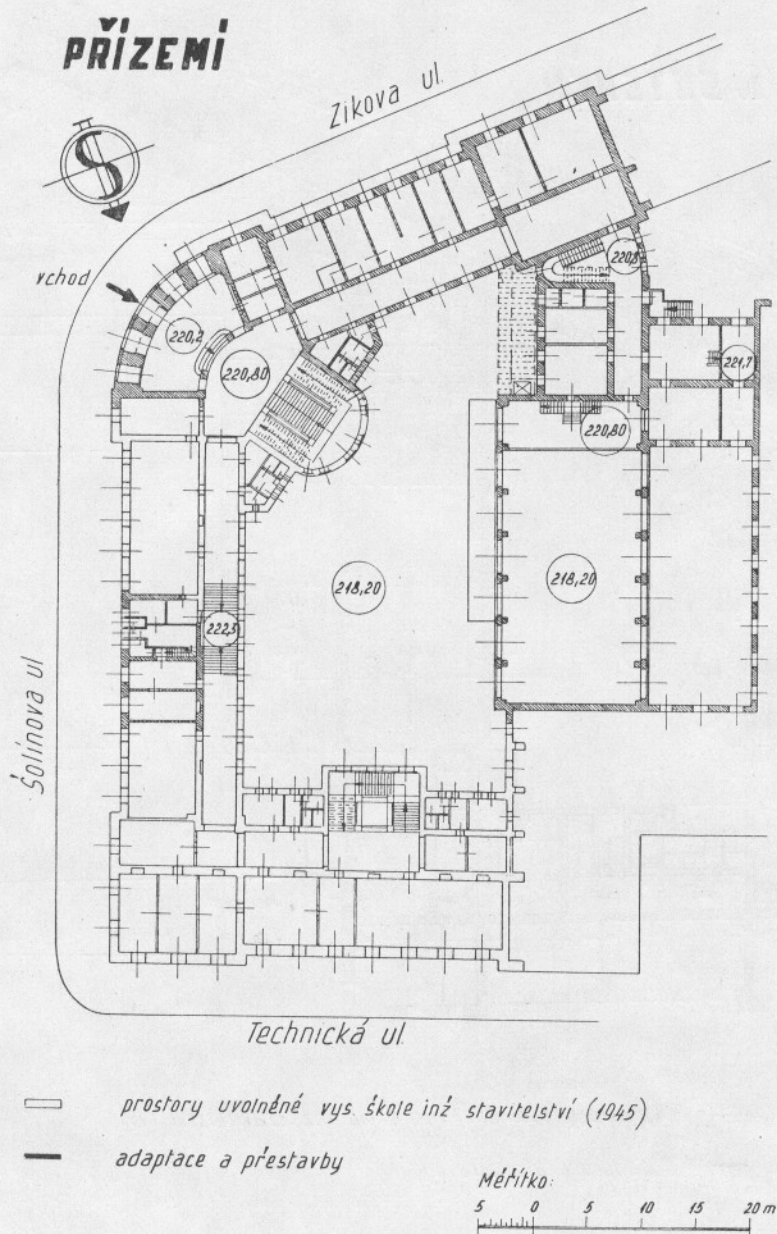 PŘÍZEMÍ
Zikova ul.
S
vchod
220,2
220,80
220,8
221,7
220,80
218,20
218,20
222,3
Šolínova ul
Technická ul.
prostory uvolněné vys. škole inž stavitelství (1945)
adaptace a přestavby
Měřítko:
5 0 5 10 15 20 m